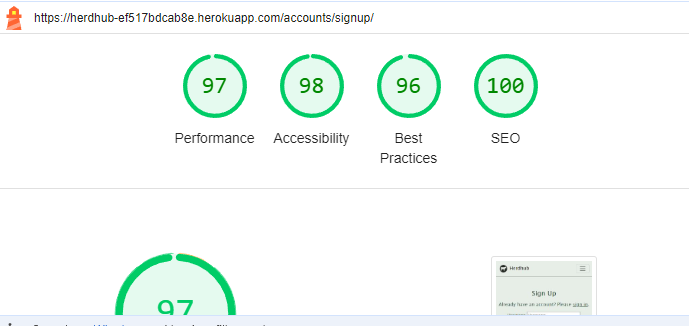 https://herdhub-ef517bdcab8e.herokuapp.com/accounts/signup/
97
98
96
100
Performance
Accessibility
Best
Practices
SEO
97
Herdhub
Sign Up
Already have an account? Please sign in.